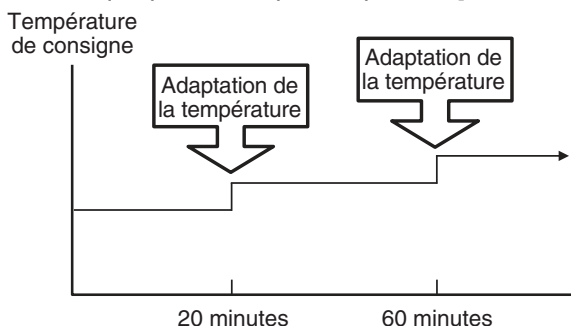 Température
de consigne
Adaptation de
la température
Adaptation de
la température
20 minutes
60 minutes